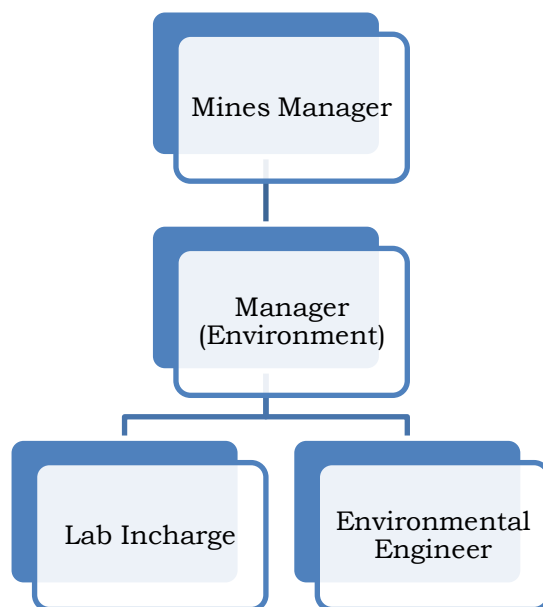 Mines Manager
Manager
(Environment)
Lab Incharge
Environmental
Engineer